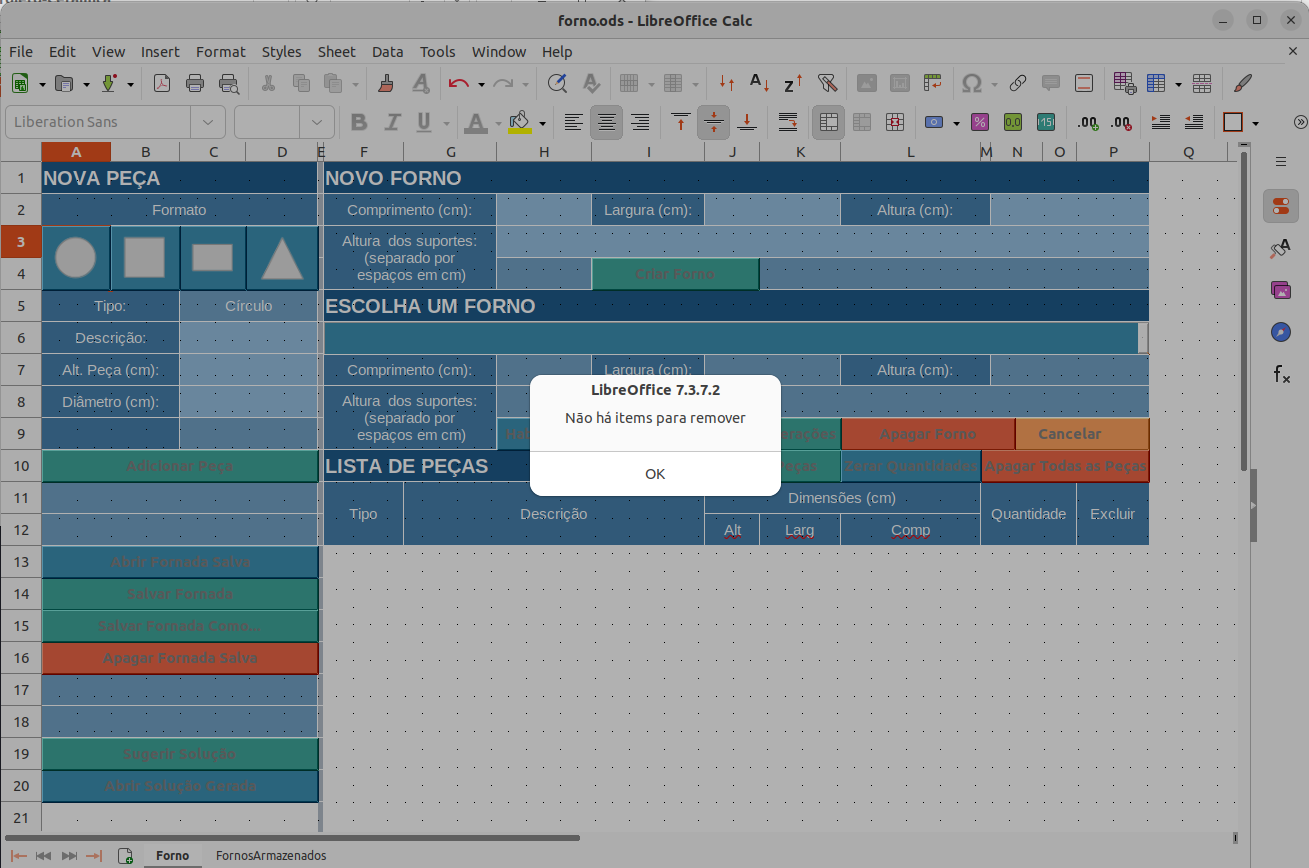 forno.ods - LibreOffice Calc
File Edit View Insert Format Styles Sheet Data Tools Window Help
Liberation Sans
A B C D E F G H I J K L M N O P Q
1 NOVA PEÇA NOVO FORNO
2 Formato Comprimento (cm): Largura (cm): Altura (cm):
3 Altura dos suportes:
(separado por
4 espaços em cm) Criar Forno
5 Tipo: Círculo ESCOLHA UM FORNO
6 Descrição:
7 Alt. Peça (cm): Comprimento (cm): Largura (cm): Altura (cm):
8 Diâmetro (cm): Altura dos suportes:
(separado por
9 espaços em cm) Apagar Forno Cancelar
10 Adicionar Peça LISTA DE PEÇAS Zerar Quantidades Apagar Todas as Peças
11 Dimensões (cm)
Tipo Descrição Quantidade Excluir
12 Alt Larg Comp
13 Abrir Fornada Salva
14 Salvar Fornada
15 Salvar Fornada Como...
16 Apagar Fornada Salva
17
18
19 Sugerir Solução
20 Abrir Solução Gerada
21
LibreOffice 7.3.7.2
Não há items para remover
OK
Forno FornosArmazenados